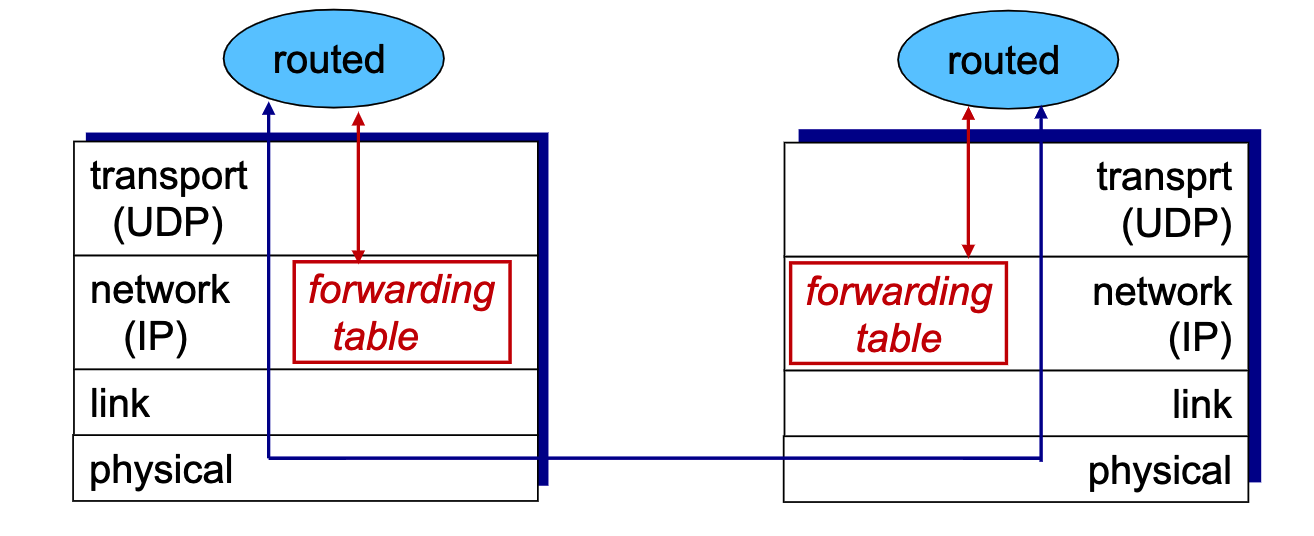 routed
routed
transport
(UDP)
network
(IP)
forwarding
table
link
physical
transprt
(UDP)
forwarding
table
network
(IP)
link
physical